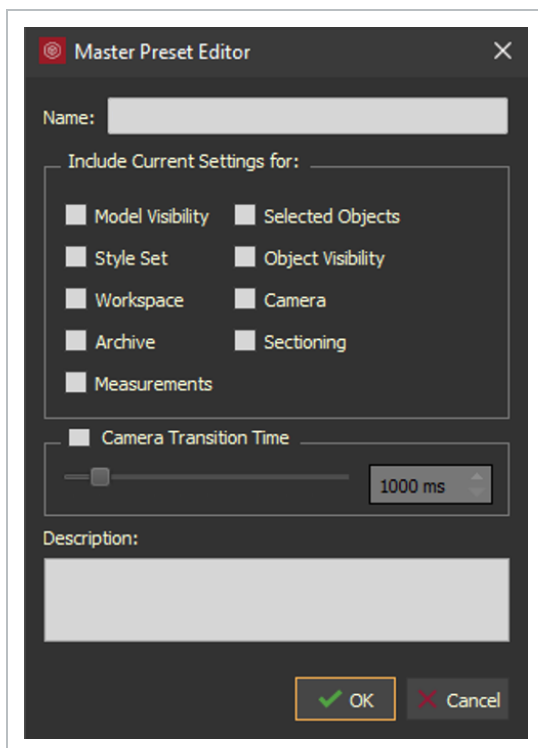 Master Preset Editor
Name:
Include Current Settings for:
Model Visibility Selected Objects
Style Set Object Visibility
Workspace Camera
Archive Sectioning
Measurements
Camera Transition Time
1000 ms
Description:
OK Cancel